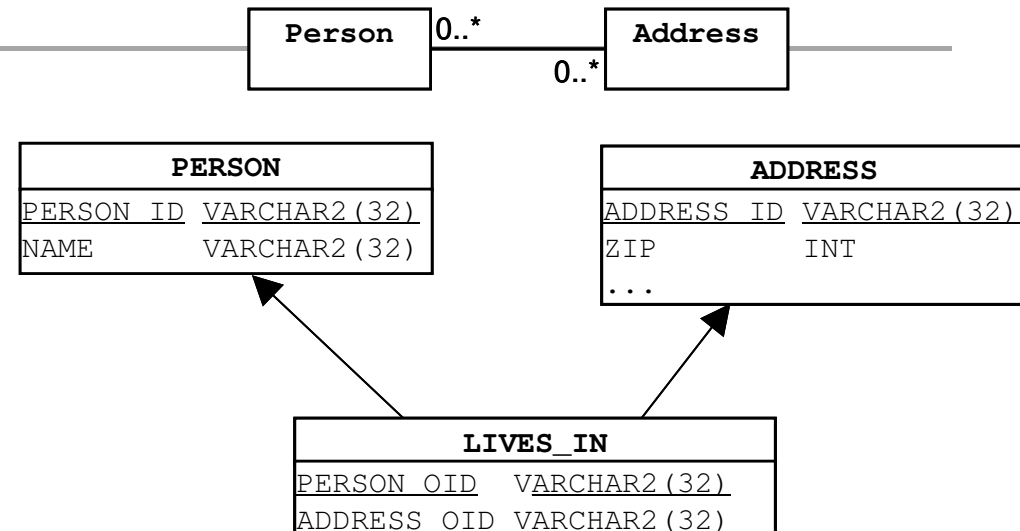 Person 0..* Address
0..*
PERSON
PERSON_ID VARCHAR2(32)
NAME VARCHAR2(32)
ADDRESS
ADDRESS_ID VARCHAR2(32)
ZIP INT
...
LIVES_IN
PERSON_OID VARCHAR2(32)
ADDRESS_OID VARCHAR2(32)